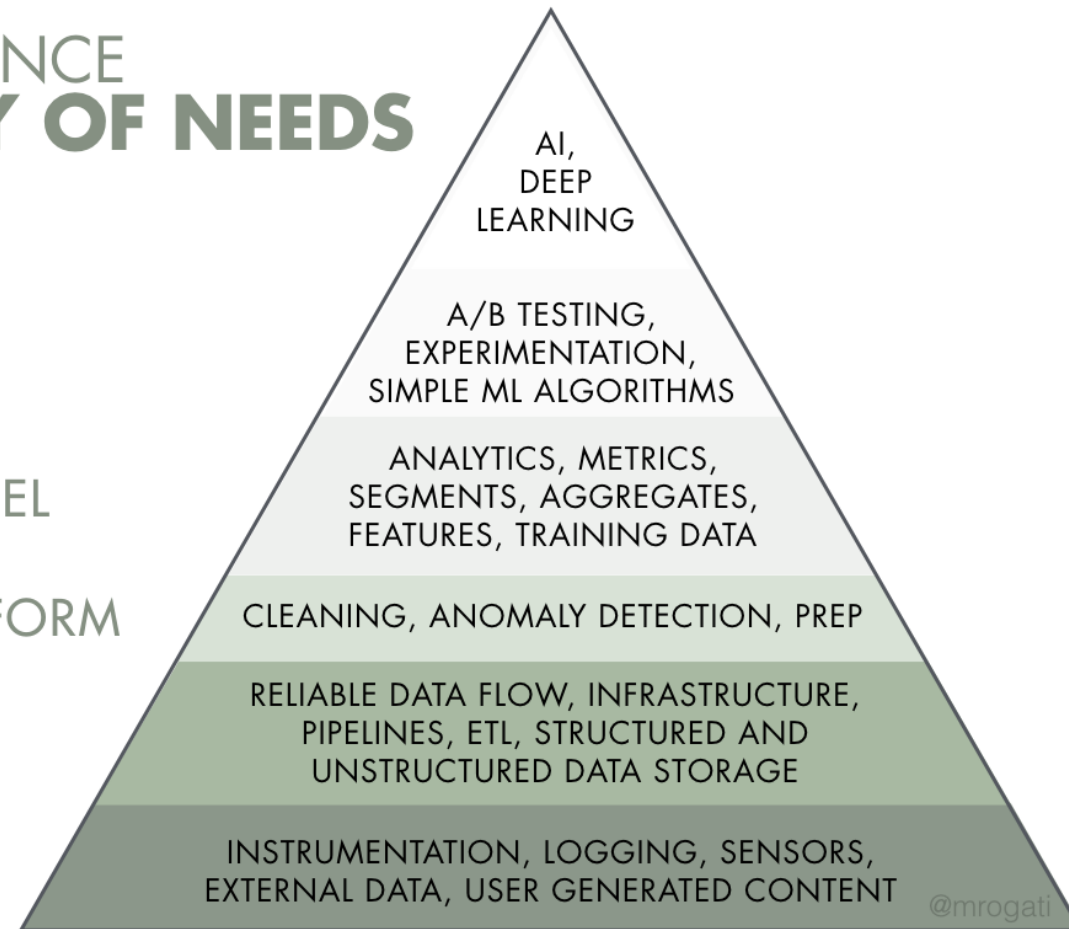 NCE
Y OF NEEDS
AI,
DEEP
LEARNING
A/B TESTING,
EXPERIMENTATION,
SIMPLE ML ALGORITHMS
ANALYTICS, METRICS,
SEGMENTS, AGGREGATES,
FEATURES, TRAINING DATA
EL
FORM
CLEANING, ANOMALY DETECTION, PREP
RELIABLE DATA FLOW, INFRASTRUCTURE,
PIPELINES, ETL, STRUCTURED AND
UNSTRUCTURED DATA STORAGE
INSTRUMENTATION, LOGGING, SENSORS,
EXTERNAL DATA, USER GENERATED CONTENT
@mrogati